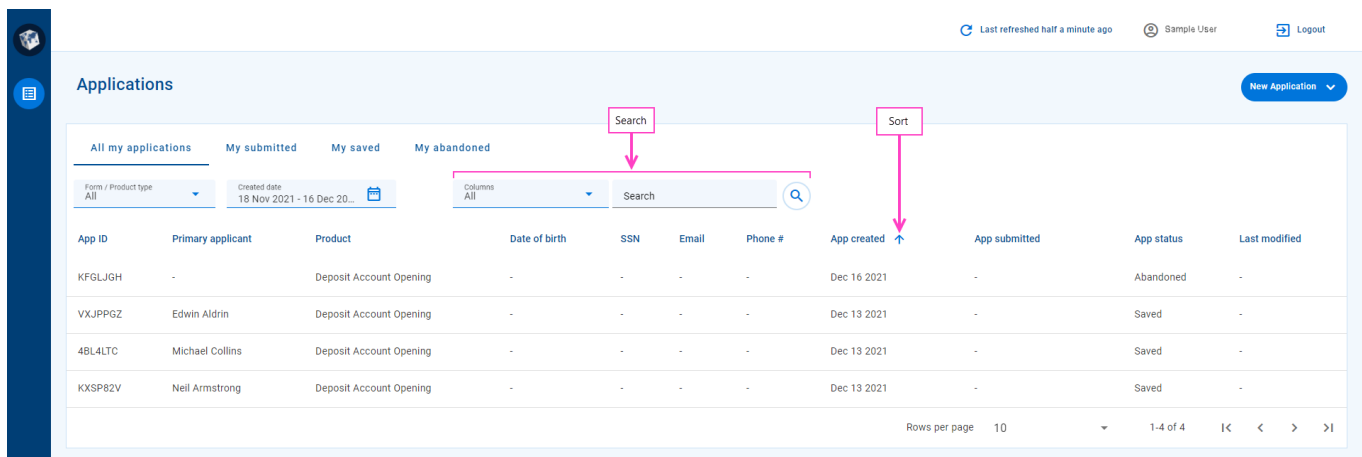 Last refreshed half a minute ago Sample User Logout
Applications New Application
Search Sort
All my applications My submitted My saved My abandoned
Form / Product type Created date Columns
All 18 Nov 2021 - 16 Dec 20... All Search
App ID Primary applicant Product Date of birth SSN Email Phone # App created App submitted App status Last modified
KFGLJGH - Deposit Account Opening - - - - Dec 16 2021 - Abandoned -
VXJPPGZ Edwin Aldrin Deposit Account Opening - - - - Dec 13 2021 - Saved -
4BL4LTC Michael Collins Deposit Account Opening - - - - Dec 13 2021 - Saved -
KXSP82V Neil Armstrong Deposit Account Opening - - - - Dec 13 2021 - Saved -
Rows per page 10 1-4 of 4